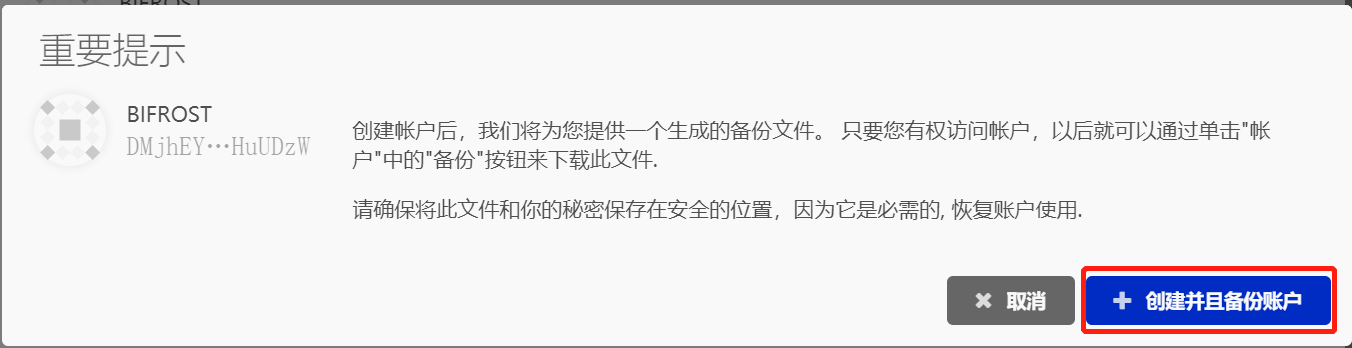 BIFROST
重要提示
BIFROST
DMjhEY···HuUDzW
创建帐户后，我们将为您提供一个生成的备份文件。 只要您有权访问帐户，以后就可以通过单击"帐
户"中的"备份"按钮来下载此文件.
请确保将此文件和你的秘密保存在安全的位置，因为它是必需的, 恢复账户使用.
取消
创建并且备份账户